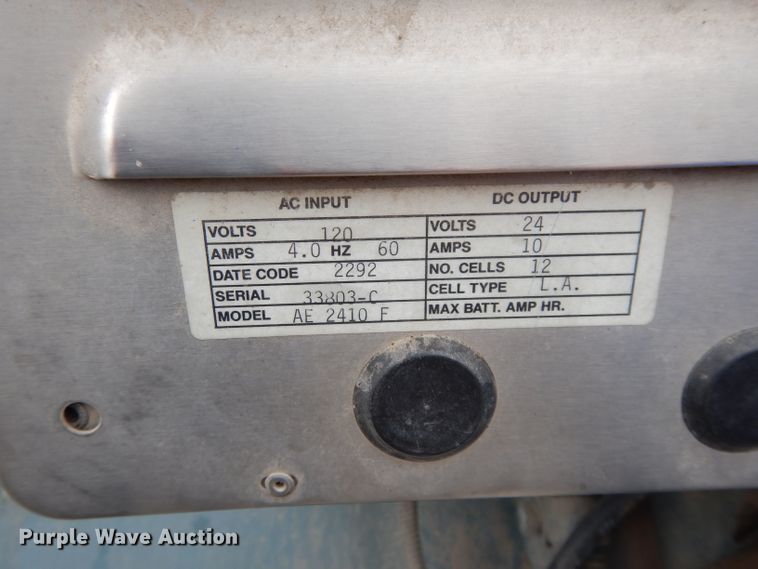 AC INPUT DC OUTPUT
VOLTS 120 VOLTS 24
AMPS 4.0 HZ 60 AMPS 10
DATE CODE 2292 NO. CELLS 12
SERIAL 33803-C CELL TYPE L.A.
MODEL AE 2410 F MAX BATT. AMP HR.
Purple Wave Auction